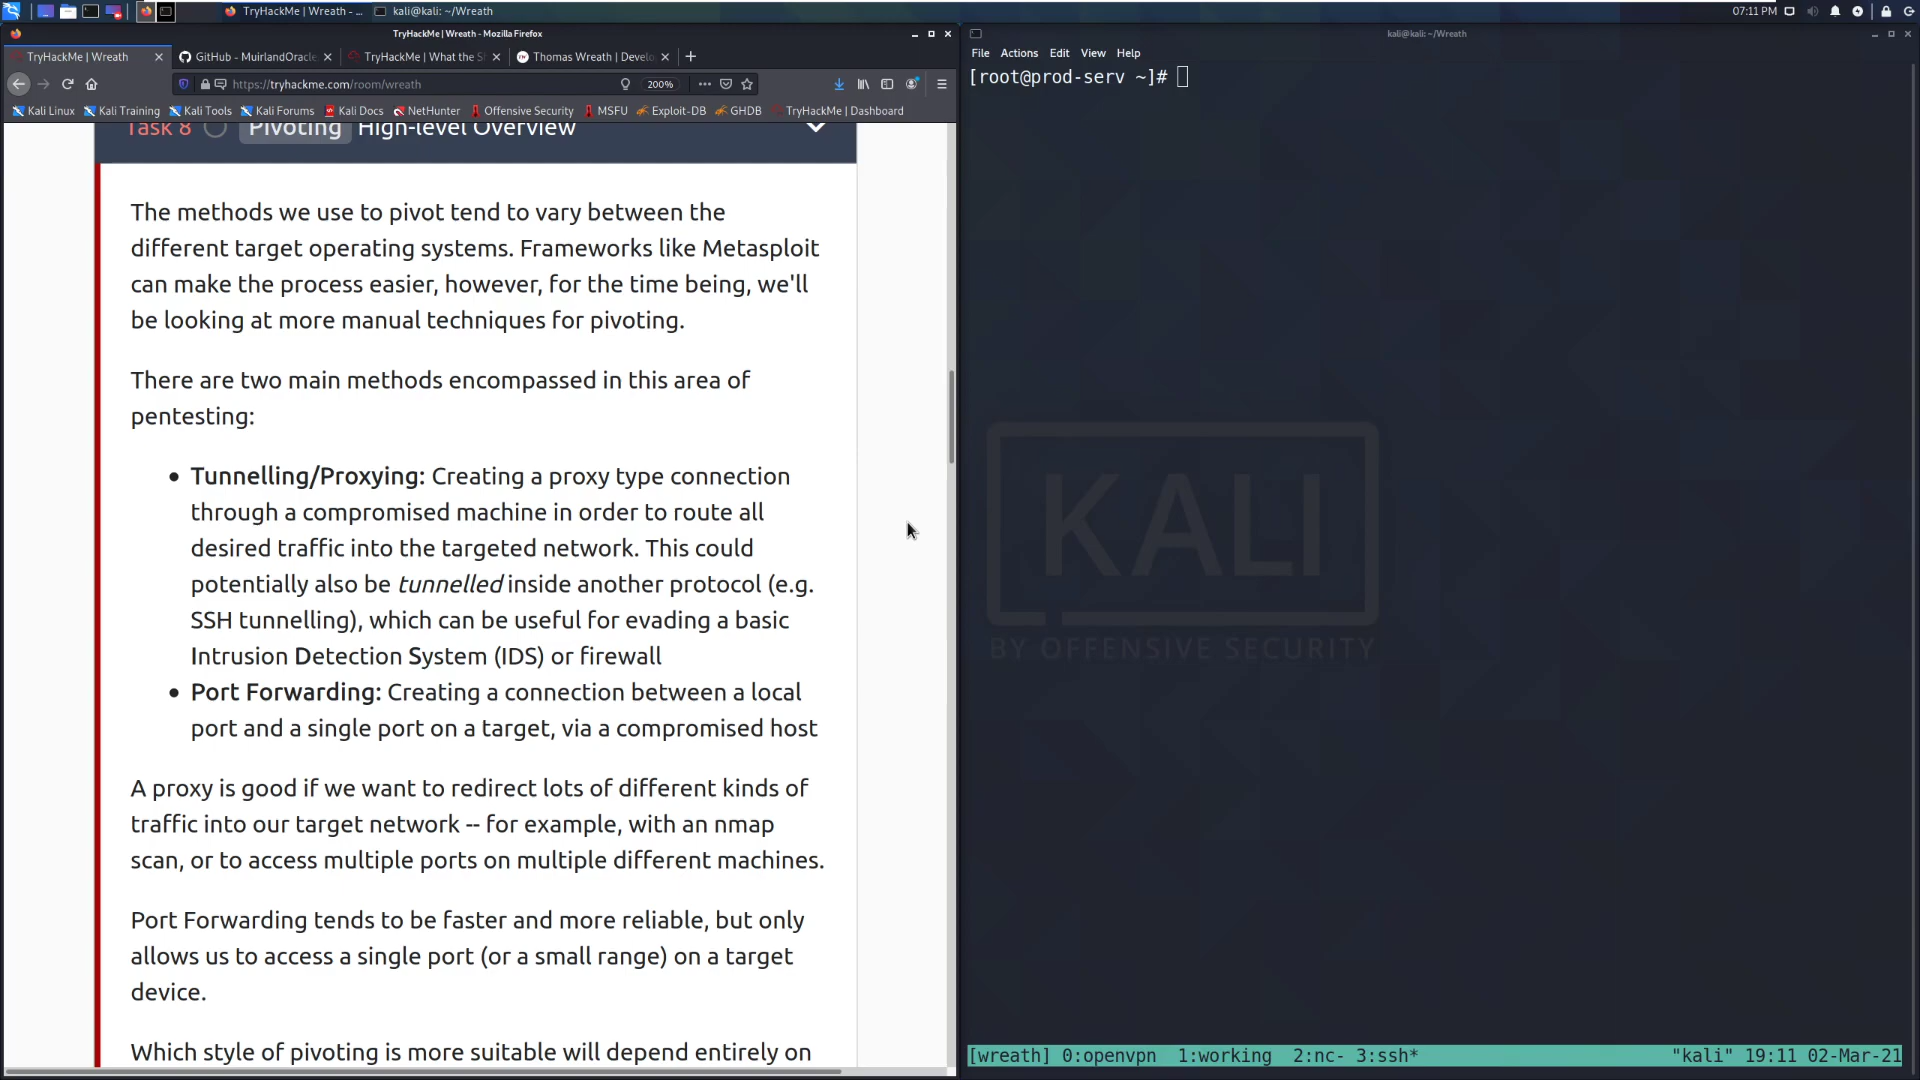 TryHackMe | Wreath - ...
kali@kali: ~/Wreath
07:11 PM
TryHackMe | Wreath - Mozilla Firefox
kali@kali: ~/Wreath
TryHackMe | Wreath
GitHub - MuirlandOracle
TryHackMe | What the S
Thomas Wreath | Develo
File Actions Edit View Help
https://tryhackme.com/room/wreath
200%
[root@prod-serv ~]#
Kali Linux Kali Training Kali Tools Kali Forums Kali Docs NetHunter Offensive Security MSFU Exploit-DB GHDB TryHackMe | Dashboard
Task 8 Pivoting High-level Overview
The methods we use to pivot tend to vary between the
different target operating systems. Frameworks like Metasploit
can make the process easier, however, for the time being, we'll
be looking at more manual techniques for pivoting.
There are two main methods encompassed in this area of
pentesting:
• Tunnelling/Proxying: Creating a proxy type connection
through a compromised machine in order to route all
desired traffic into the targeted network. This could
potentially also be tunnelled inside another protocol (e.g.
SSH tunnelling), which can be useful for evading a basic
Intrusion Detection System (IDS) or firewall
• Port Forwarding: Creating a connection between a local
port and a single port on a target, via a compromised host
A proxy is good if we want to redirect lots of different kinds of
traffic into our target network -- for example, with an nmap
scan, or to access multiple ports on multiple different machines.
Port Forwarding tends to be faster and more reliable, but only
allows us to access a single port (or a small range) on a target
device.
Which style of pivoting is more suitable will depend entirely on
KALI
BY OFFENSIVE SECURITY
[wreath] 0:openvpn 1:working 2:nc- 3:ssh*
"kali" 19:11 02-Mar-21